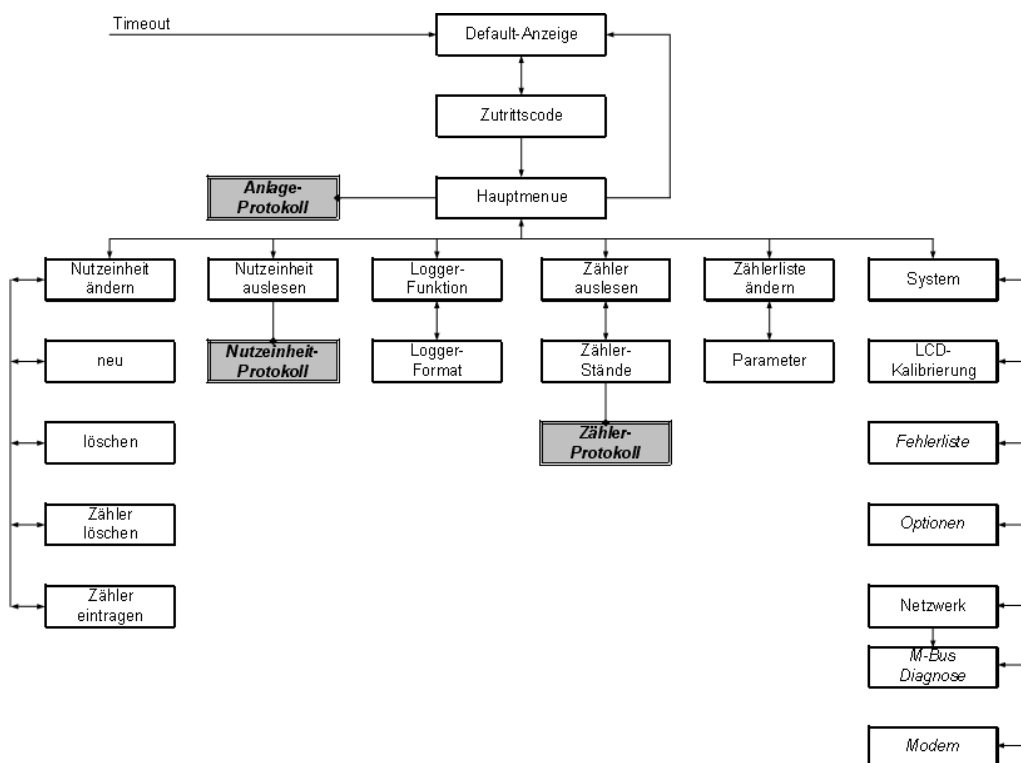 Timeout
Default-Anzeige
Zutrittscode
Anlage-
Protokoll
Hauptmenue
Nutzeinheit
ändern
Nutzeinheit
auslesen
Logger-
Funktion
Zähler
auslesen
Zählerliste
ändern
System
neu
Nutzeinheit-
Protokoll
Logger-
Format
Zähler-
Stände
Parameter
LCD-
Kalibrierung
löschen
Zähler-
Protokoll
Fehlerliste
Zähler
löschen
Optionen
Zähler
eintragen
Netzwerk
M-Bus
Diagnose
Modem